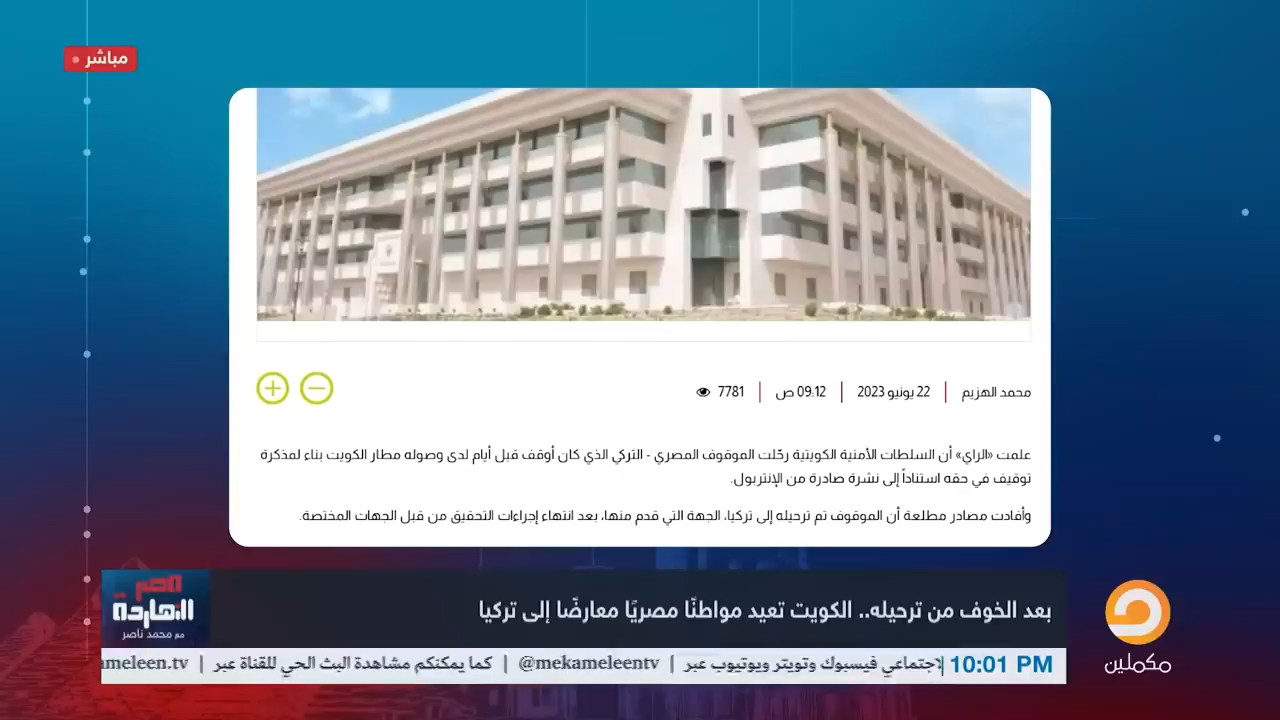 مباشر
محمد الهزيم | 22 يونيو 2023 | 09:12 ص | 7781
علمت «الراي» أن السلطات الأمنية الكويتية رحّلت الموقوف المصري - التركي الذي كان أوقف قبل أيام لدى وصوله مطار الكويت بناء لمذكرة
توقيف في حقه استناداً إلى نشرة صادرة من الإنتربول.
وأفادت مصادر مطلعة أن الموقوف تم ترحيله إلى تركيا، الجهة التي قدم منها، بعد انتهاء إجراءات التحقيق من قبل الجهات المختصة.
مصر
النهاردة
مع محمد ناصر
بعد الخوف من ترحيله.. الكويت تعيد مواطنًا مصريًا معارضًا إلى تركيا
10:01 PM
لاجتماعي فيسبوك وتويتر ويوتيوب عبر | @mekameleentv | كما يمكنكم مشاهدة البث الحي للقناة عبر | ameleen.tv
مكملين